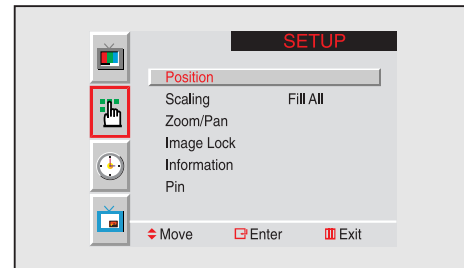 SETUP
Position
Scaling Fill All
Zoom/Pan
Image Lock
Information
Pin
Move Enter Exit